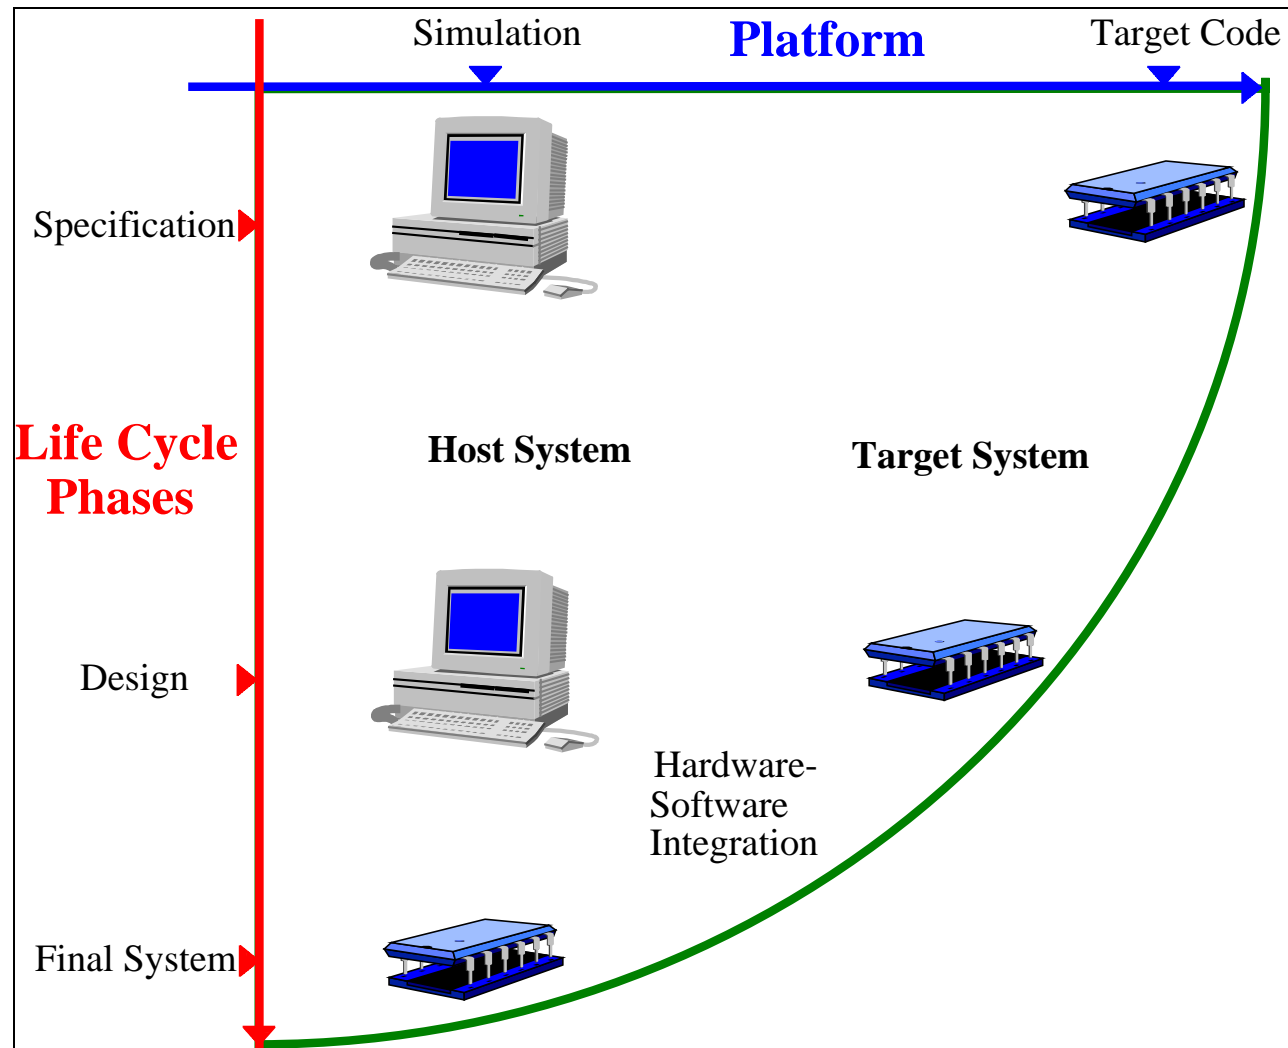 Simulation
Platform
Target Code
Specification
Life Cycle
Phases
Host System
Target System
Design
Hardware-
Software
Integration
Final System